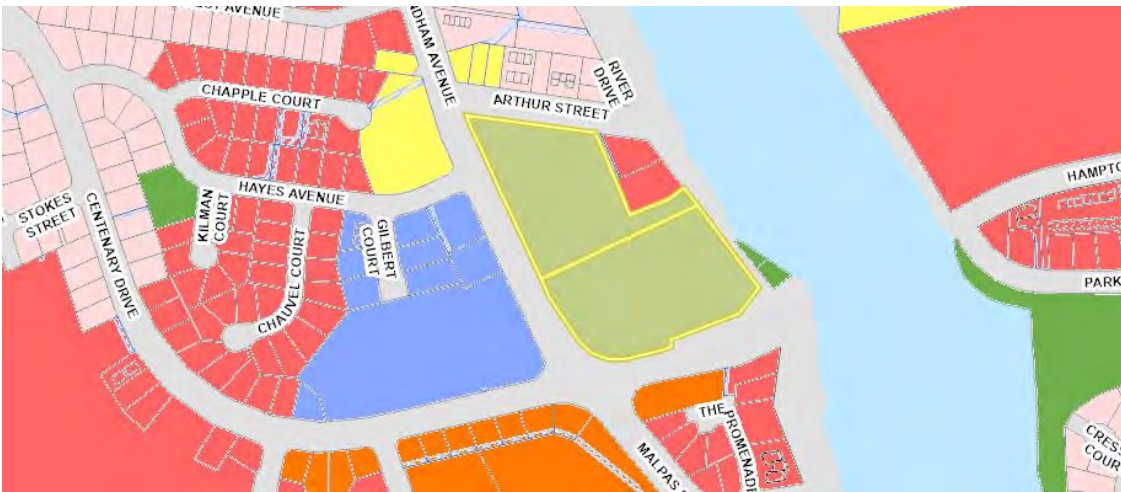 AVENUE
NDHAM AVENUE
RIVER
DRIVE
CHAPPLE COURT
ARTHUR STREET
HAYES AVENUE
HAMPTO
STOKES
STREET
KILMAN
COURT
GILBERT
COURT
CENTENARY DRIVE
CHAUVEL COURT
PARK
THE PROMENADE
MALPAS
CRESS
COUR